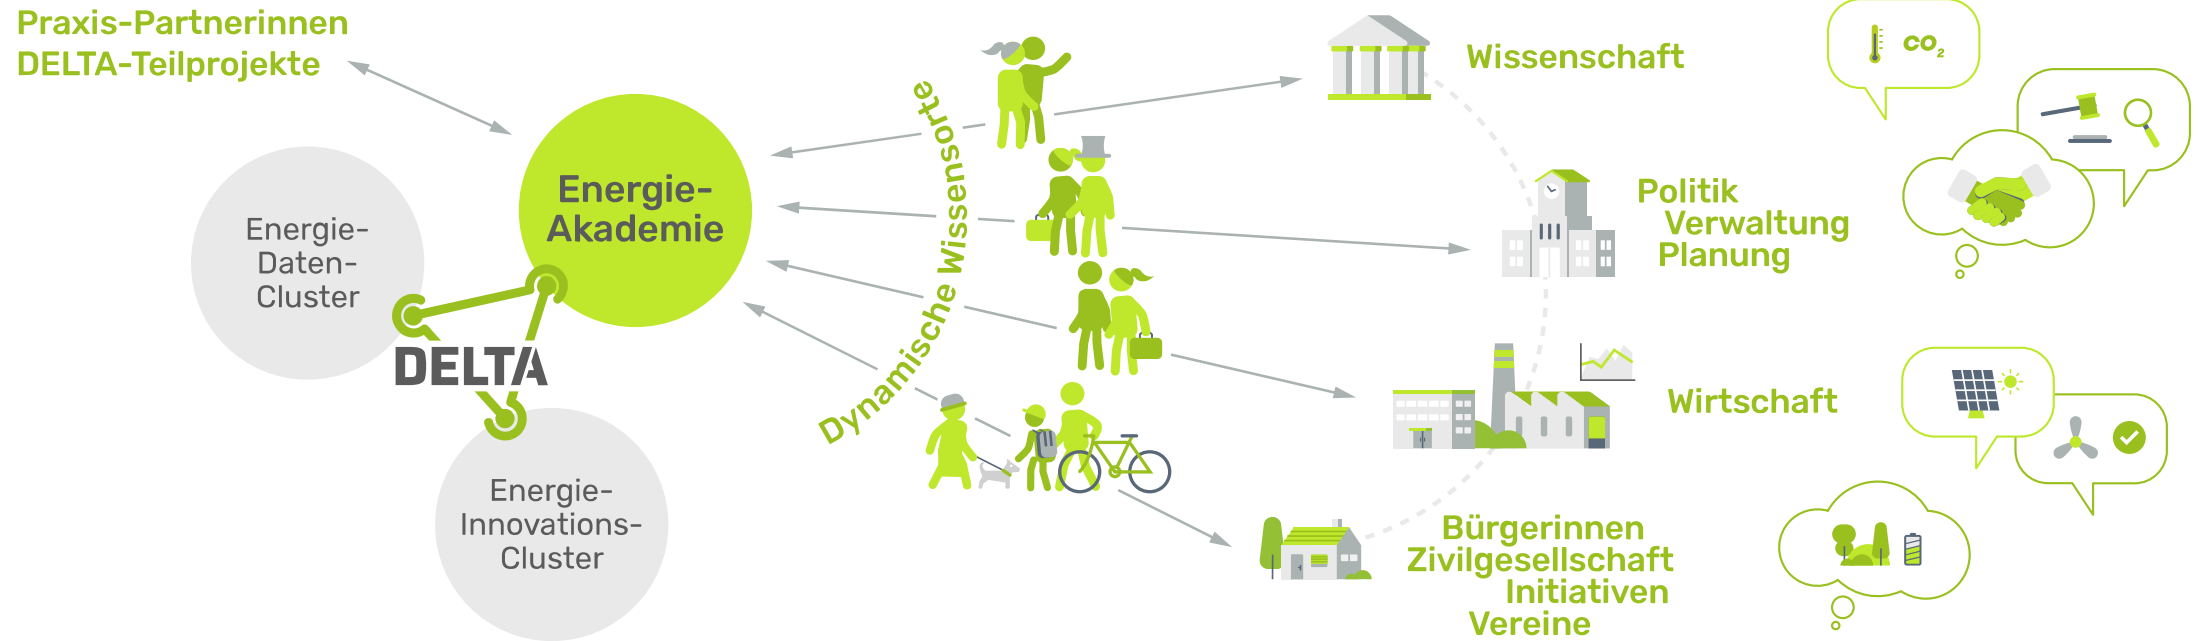 Praxis-Partnerinnen
DELTA-Teilprojekte
Energie-
Akademie
Energie-
Daten-
Cluster
DELTA
Energie-
Innovations-
Cluster
Dynamische Wissensorte
Wissenschaft
CO₂
Politik
Verwaltung
Planung
Wirtschaft
Bürgerinnen
Zivilgesellschaft
Initiativen
Vereine